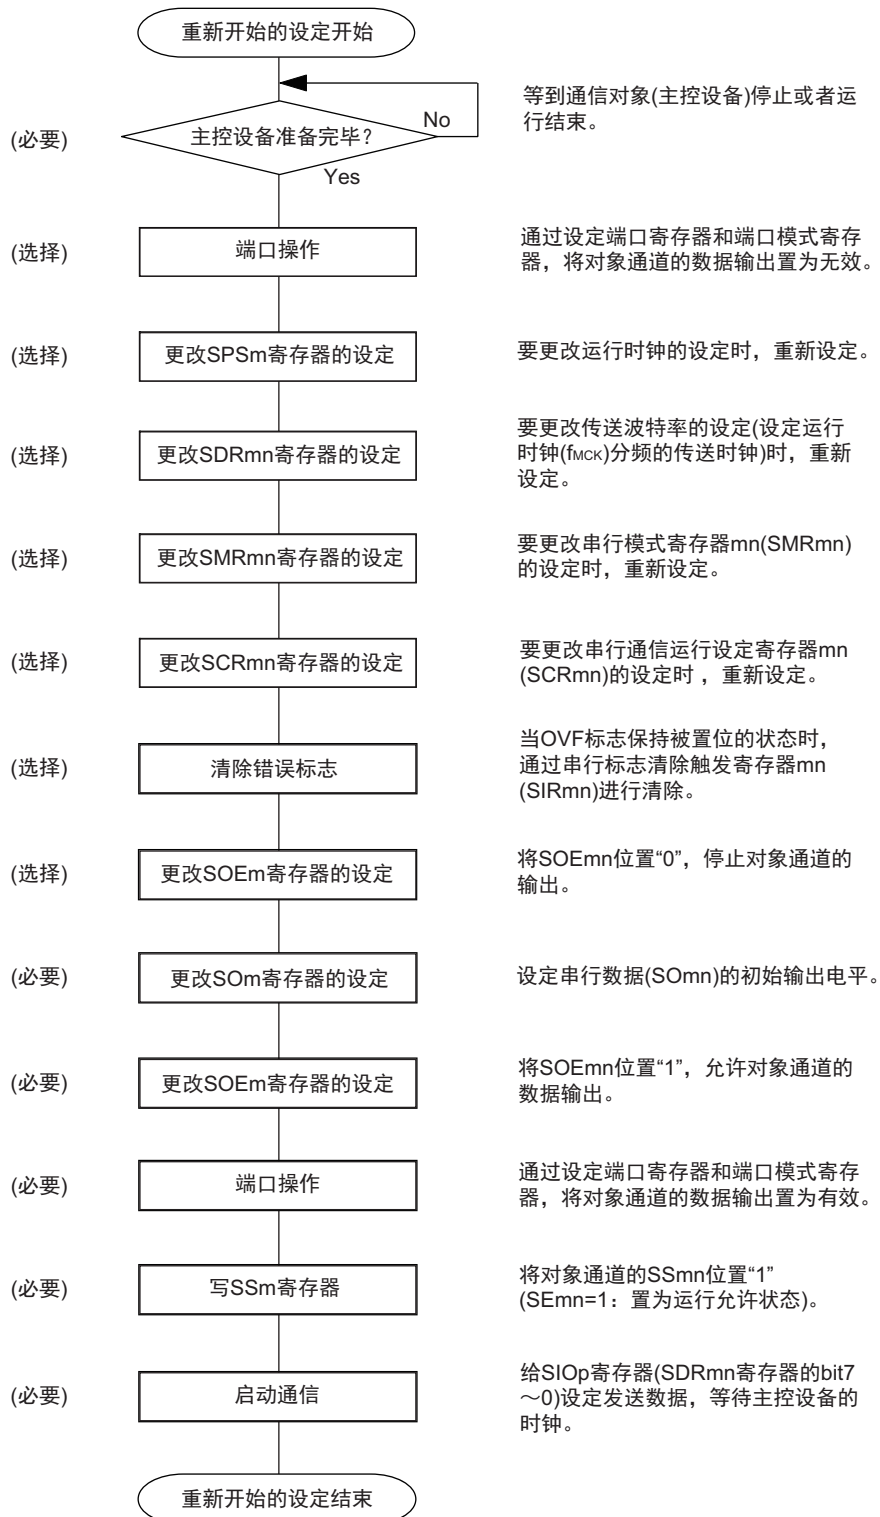 重新开始的设定开始
(必要)
主控设备准备完毕？
No
Yes
等到通信对象(主控设备)停止或者运
行结束。
(选择)
端口操作
通过设定端口寄存器和端口模式寄存
器，将对象通道的数据输出置为无效。
(选择)
更改SPSm寄存器的设定
要更改运行时钟的设定时，重新设定。
(选择)
更改SDRmn寄存器的设定
要更改传送波特率的设定(设定运行
时钟(fMCK)分频的传送时钟)时，重新
设定。
(选择)
更改SMRmn寄存器的设定
要更改串行模式寄存器mn(SMRmn)
的设定时，重新设定。
(选择)
更改SCRmn寄存器的设定
要更改串行通信运行设定寄存器mn
(SCRmn)的设定时 ，重新设定。
(选择)
清除错误标志
当OVF标志保持被置位的状态时，
通过串行标志清除触发寄存器mn
(SIRmn)进行清除。
(选择)
更改SOEm寄存器的设定
将SOEmn位置“0”，停止对象通道的
输出。
(必要)
更改SOm寄存器的设定
设定串行数据(SOmn)的初始输出电平。
(必要)
更改SOEm寄存器的设定
将SOEmn位置“1”，允许对象通道的
数据输出。
(必要)
端口操作
通过设定端口寄存器和端口模式寄存
器，将对象通道的数据输出置为有效。
(必要)
写SSm寄存器
将对象通道的SSmn位置“1”
(SEmn=1：置为运行允许状态)。
(必要)
启动通信
给SIOp寄存器(SDRmn寄存器的bit7
～0)设定发送数据，等待主控设备的
时钟。
重新开始的设定结束